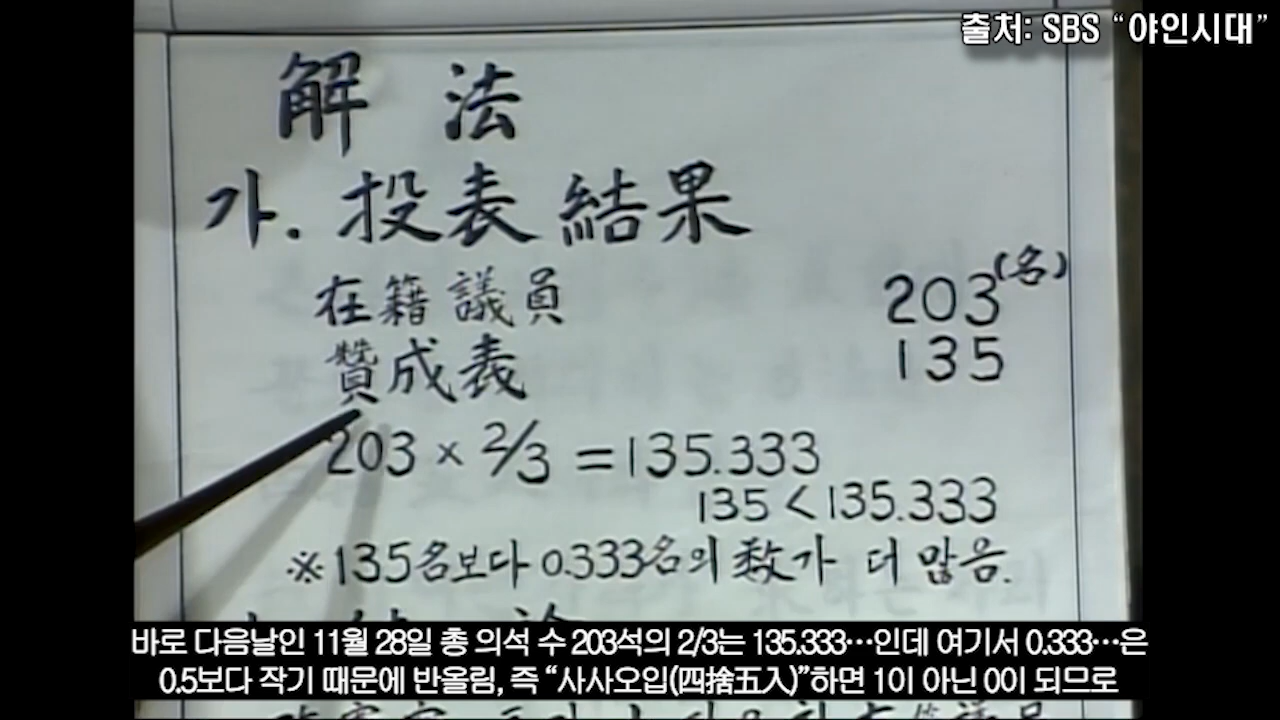 출처: SBS “야인시대”
解法
가. 投表結果
在籍議員 203(名)
贊成表 135
203 × 2/3 = 135.333
135 < 135.333
※135名보다 0.333名의 数가 더 많음.
바로 다음날인 11월 28일 총 의석 수 203석의 2/3는 135.333…인데 여기서 0.333…은
0.5보다 작기 때문에 반올림, 즉 “사사오입(四捨五入)”하면 1이 아닌 0이 되므로